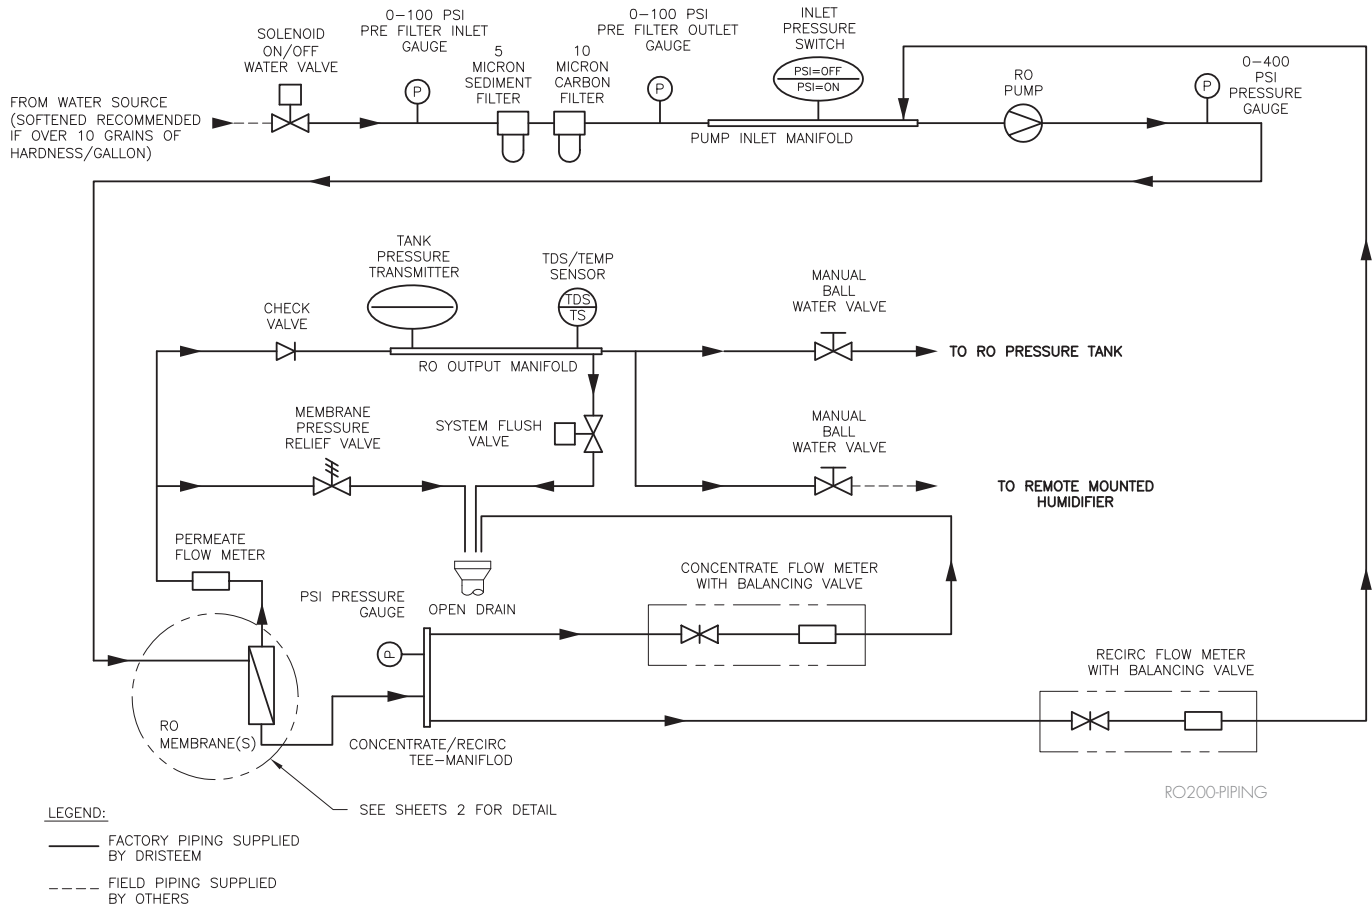 SOLENOID
ON/OFF
WATER VALVE
0-100 PSI
PRE FILTER INLET
GAUGE
5
MICRON
SEDIMENT
FILTER
10
MICRON
CARBON
FILTER
0-100 PSI
PRE FILTER OUTLET
GAUGE
INLET
PRESSURE
SWITCH
PSI=OFF
PSI=ON
RO
PUMP
0-400
PSI
PRESSURE
GAUGE
P
P
P
FROM WATER SOURCE
(SOFTENED RECOMMENDED
IF OVER 10 GRAINS OF
HARDNESS/GALLON)
PUMP INLET MANIFOLD
TANK
PRESSURE
TRANSMITTER
TDS/TEMP
SENSOR
TDS
TS
MANUAL
BALL
WATER VALVE
CHECK
VALVE
RO OUTPUT MANIFOLD
TO RO PRESSURE TANK
MEMBRANE
PRESSURE
RELIEF VALVE
SYSTEM FLUSH
VALVE
MANUAL
BALL
WATER VALVE
TO REMOTE MOUNTED
HUMIDIFIER
PERMEATE
FLOW METER
PSI PRESSURE
GAUGE
P
OPEN DRAIN
CONCENTRATE FLOW METER
WITH BALANCING VALVE
RECIRC FLOW METER
WITH BALANCING VALVE
RO
MEMBRANE(S)
CONCENTRATE/RECIRC
TEE-MANIFLOD
SEE SHEETS 2 FOR DETAIL
RO200-PIPING
LEGEND:
FACTORY PIPING SUPPLIED
BY DRISTEEM
FIELD PIPING SUPPLIED
BY OTHERS